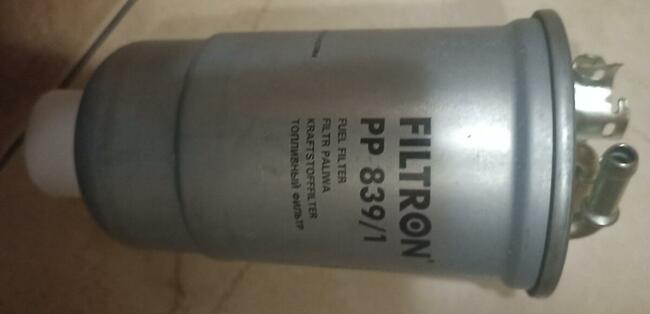 FILTRON
PP 839/1
FUEL FILTER
FILTR PALIWA
KRAFTSTOFFFILTER
ТОПЛИВНЫЙ ФИЛЬТР